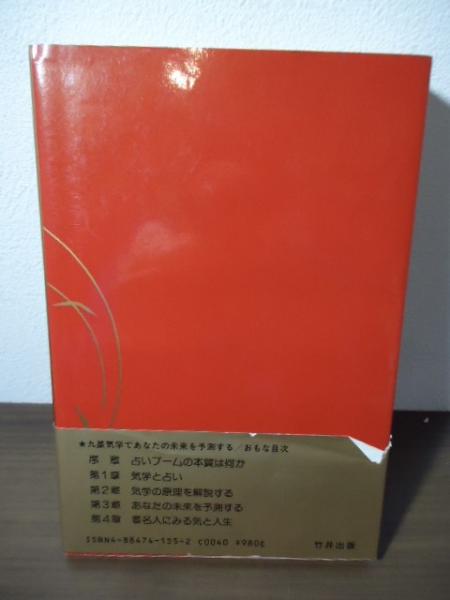 ★九星気学であなたの未来を予測する/おもな目次
序 章 占いブームの本質は何か
第1章 気学と占い
第2章 気学の原理を解説する
第3章 あなたの未来を予測する
第4章 著名人にみる気と人生
ISBN4-88474-155-2 C0040 ¥980E 竹井出版